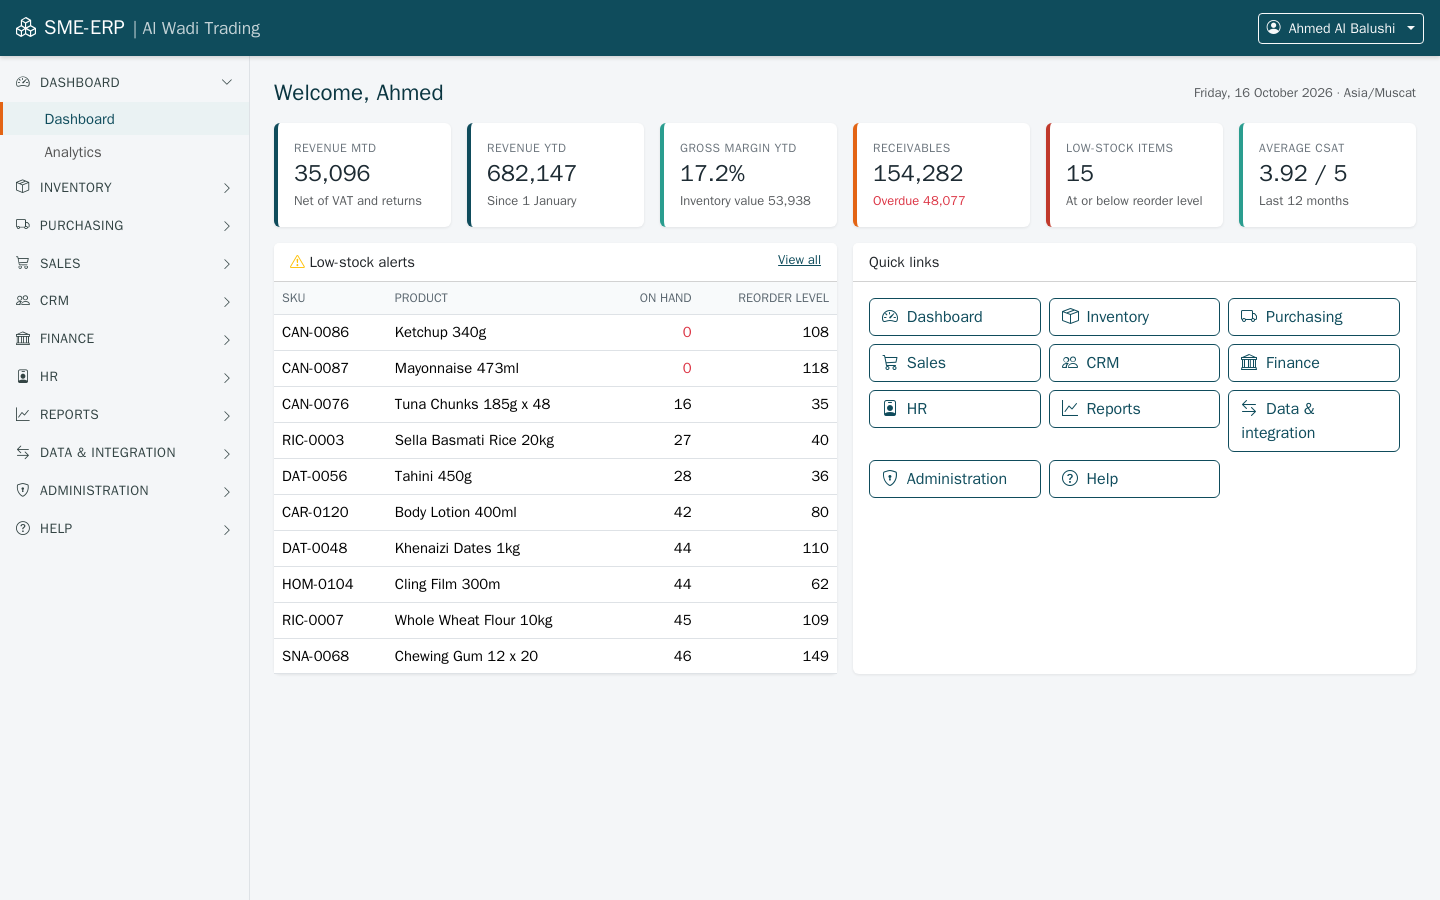 SME-ERP | Al Wadi Trading
Ahmed Al Balushi
DASHBOARD
Dashboard
Analytics
INVENTORY
PURCHASING
SALES
CRM
FINANCE
HR
REPORTS
DATA & INTEGRATION
ADMINISTRATION
HELP
Welcome, Ahmed
Friday, 16 October 2026 · Asia/Muscat
REVENUE MTD
35,096
Net of VAT and returns
REVENUE YTD
682,147
Since 1 January
GROSS MARGIN YTD
17.2%
Inventory value 53,938
RECEIVABLES
154,282
Overdue 48,077
LOW-STOCK ITEMS
15
At or below reorder level
AVERAGE CSAT
3.92 / 5
Last 12 months
Low-stock alerts View all
SKU PRODUCT ON HAND REORDER LEVEL
CAN-0086 Ketchup 340g 0 108
CAN-0087 Mayonnaise 473ml 0 118
CAN-0076 Tuna Chunks 185g x 48 16 35
RIC-0003 Sella Basmati Rice 20kg 27 40
DAT-0056 Tahini 450g 28 36
CAR-0120 Body Lotion 400ml 42 80
DAT-0048 Khenaizi Dates 1kg 44 110
HOM-0104 Cling Film 300m 44 62
RIC-0007 Whole Wheat Flour 10kg 45 109
SNA-0068 Chewing Gum 12 x 20 46 149
Quick links
Dashboard Inventory Purchasing
Sales CRM Finance
HR Reports Data &
integration
Administration Help